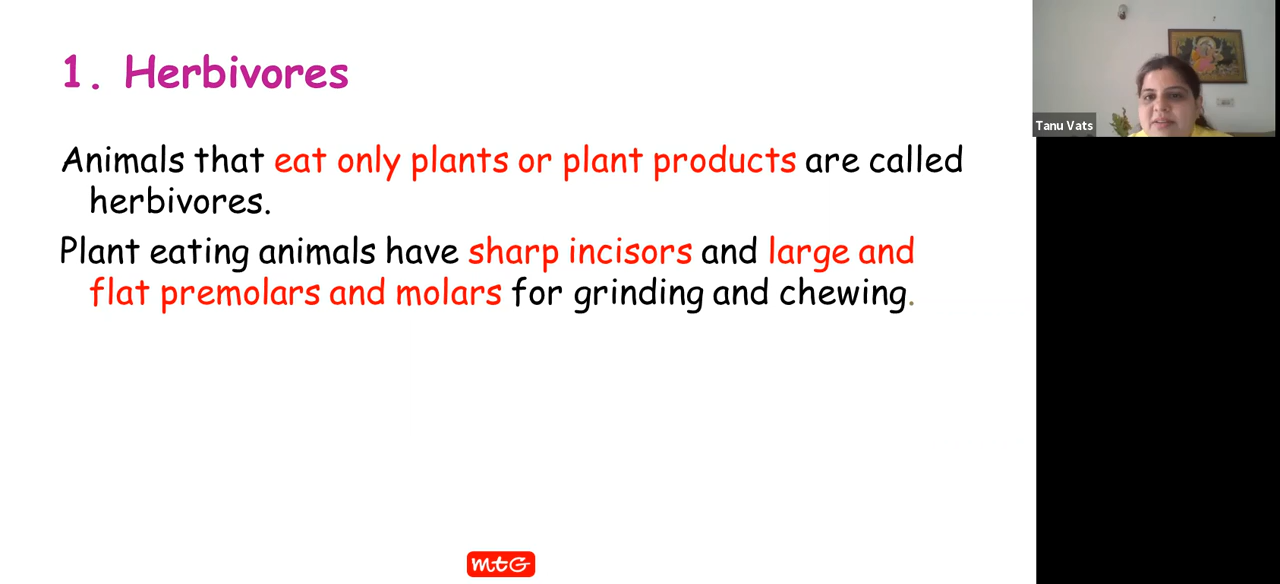 1. Herbivores
Animals that eat only plants or plant products are called
herbivores.
Plant eating animals have sharp incisors and large and
flat premolars and molars for grinding and chewing.
mtG
Tanu Vats